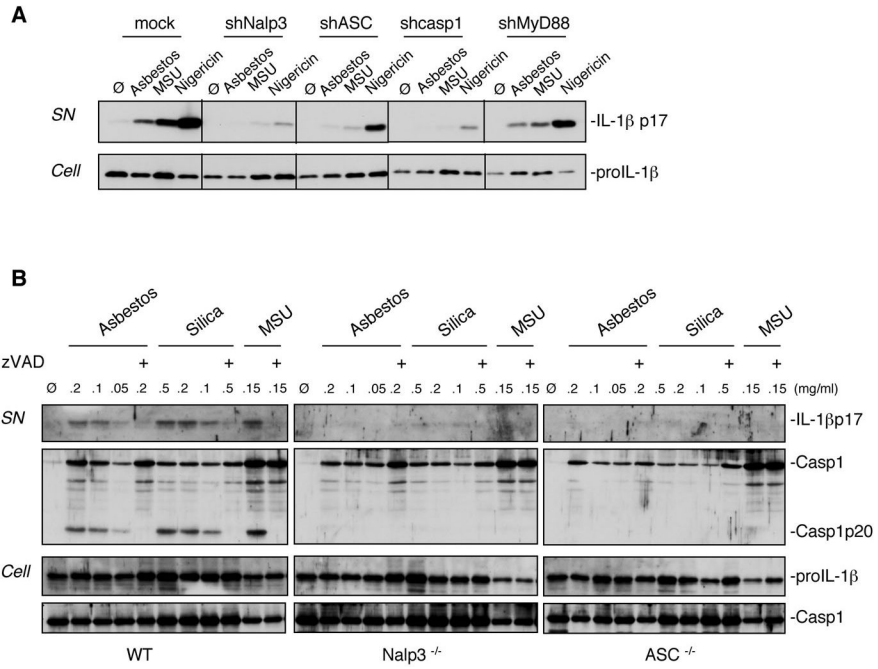 A
mock shNalp3 shASC shcasp1 shMyD88
Ø Asbestos MSU Nigericin Ø Asbestos MSU Nigericin Ø Asbestos MSU Nigericin Ø Asbestos MSU Nigericin Ø Asbestos MSU Nigericin
SN -IL-1β p17
Cell -proIL-1β
B
Asbestos Silica MSU Asbestos Silica MSU Asbestos Silica MSU
zVAD + + + + + + + + +
Ø .2 .1 .05 .2 .5 .2 .1 .5 .15 .15 Ø .2 .1 .05 .2 .5 .2 .1 .5 .15 .15 Ø .2 .1 .05 .2 .5 .2 .1 .5 .15 .15 (mg/ml)
SN -IL-1βp17
-Casp1
-Casp1p20
Cell -proIL-1β
-Casp1
WT Nalp3 -/- ASC -/-